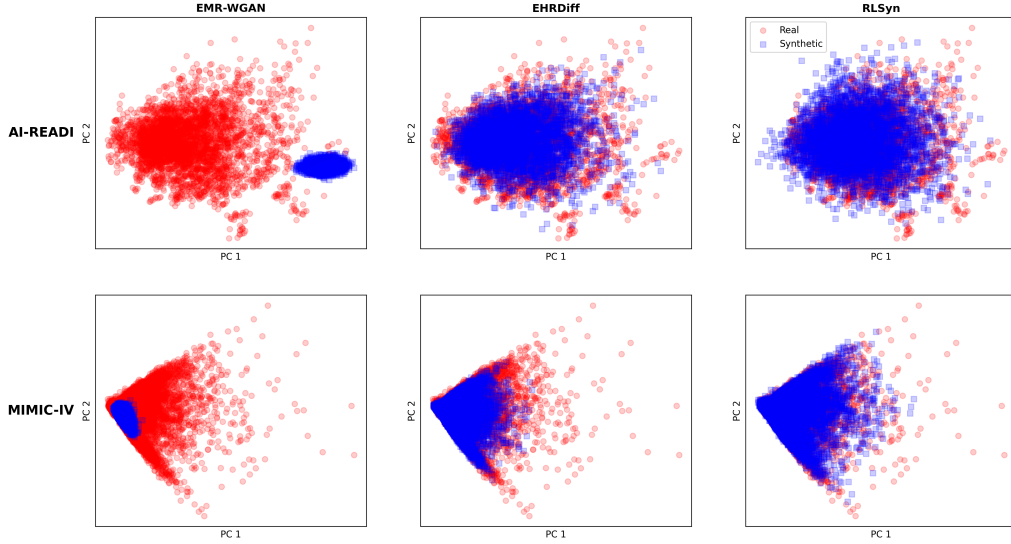 EMR-WGAN
EHRDiff
RLSyn
Real
Synthetic
AI-READI
PC 2
PC 2
PC 2
PC 1
PC 1
PC 1
MIMIC-IV
PC 2
PC 2
PC 2
PC 1
PC 1
PC 1